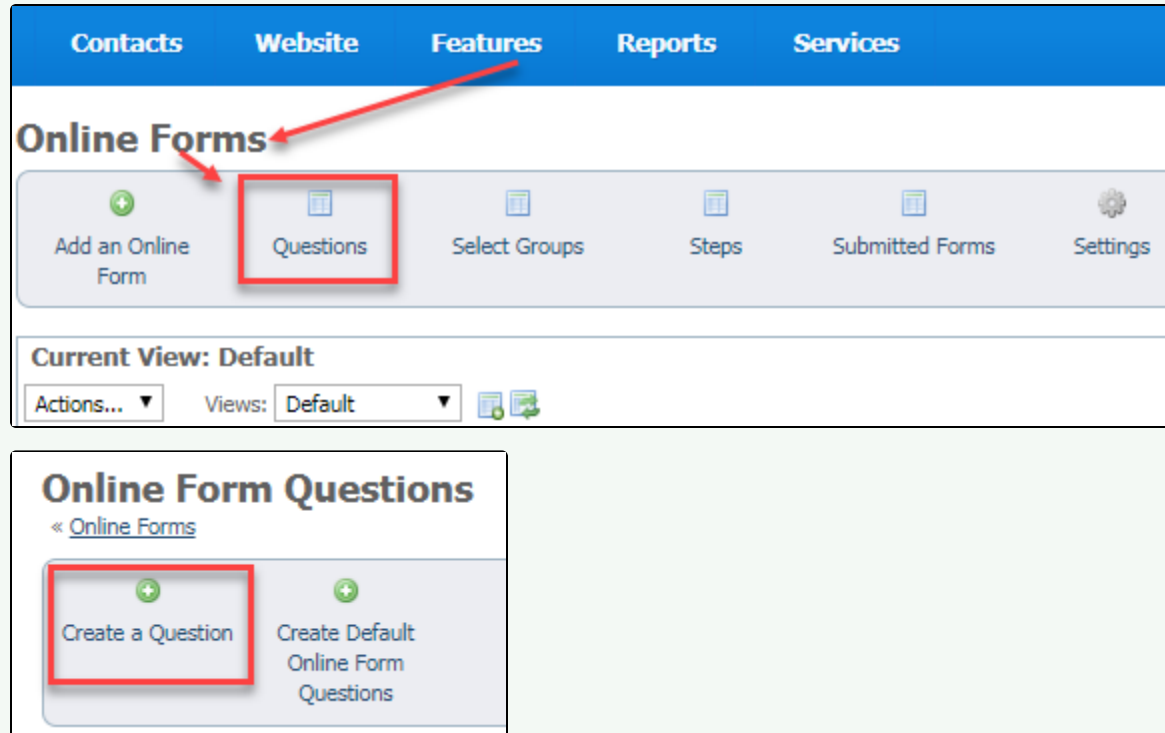 Contacts Website Features Reports Services
Online Forms
Add an Online Form Questions Select Groups Steps Submitted Forms Settings
Current View: Default
Actions... Views: Default
Online Form Questions
« Online Forms
Create a Question Create Default Online Form Questions